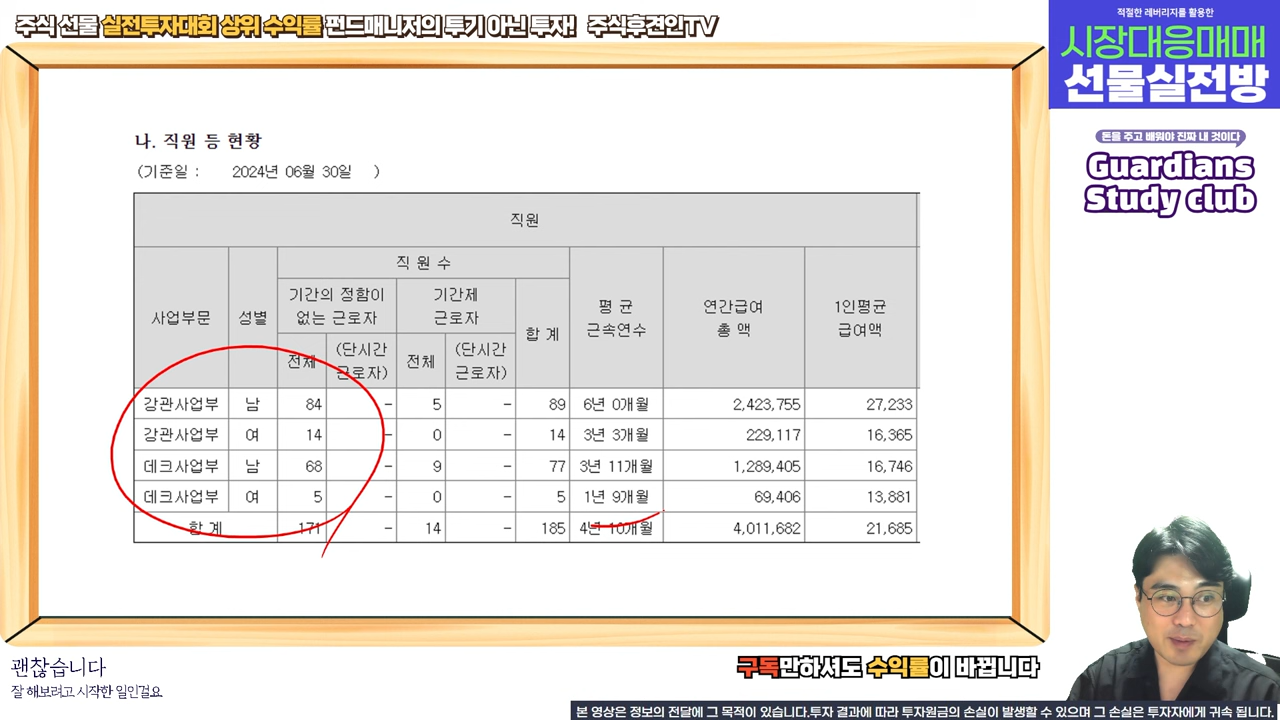 주식 선물 실전투자대회 상위 수익률 펀드매니저의 투기 아닌 투자! 주식후견인TV
적절한 레버리지를 활용한
시장대응매매
선물실전방
돈을 주고 배워야 진짜 내 것이다
Guardians
Study club
나. 직원 등 현황
(기준일 : 2024년 06월 30일 )
직원
사업부문 성별 직 원 수 평 균 근속연수 연간급여 총 액 1인평균 급여액
기간의 정함이 없는 근로자 기간제 근로자 합 계
전체 (단시간 근로자) 전체 (단시간 근로자)
강관사업부 남 84 - 5 - 89 6년 0개월 2,423,755 27,233
강관사업부 여 14 - 0 - 14 3년 3개월 229,117 16,365
데크사업부 남 68 - 9 - 77 3년 11개월 1,289,405 16,746
데크사업부 여 5 - 0 - 5 1년 9개월 69,406 13,881
합 계 171 - 14 - 185 4년 10개월 4,011,682 21,685
괜찮습니다
잘 해보려고 시작한 일인걸요
구독만하셔도 수익률이 바뀝니다
본 영상은 정보의 전달에 그 목적이 있습니다.투자 결과에 따라 투자원금의 손실이 발생할 수 있으며 그 손실은 투자자에게 귀속 됩니다.